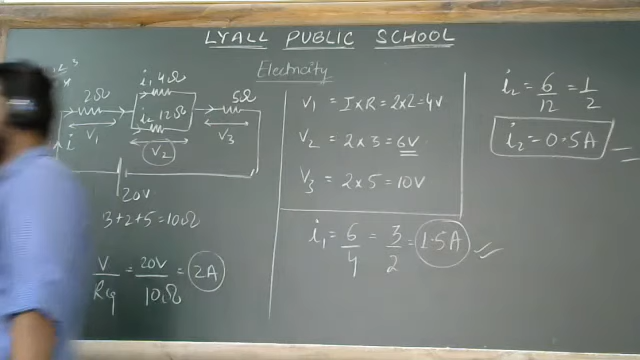 LYALL PUBLIC SCHOOL
Electricity
2Ω
i₁ 4Ω
i₂ 12Ω
5Ω
V₁
V₂
V₃
i
20V
3+2+5=10Ω
V/Req = 20V/10Ω = 2A
V₁ = I×R = 2×2=4V
V₂ = 2×3=6V
V₃ = 2×5=10V
i₁ = 6/4 = 3/2 = 1.5A
i₂ = 6/12 = 1/2
i₂ = 0.5A